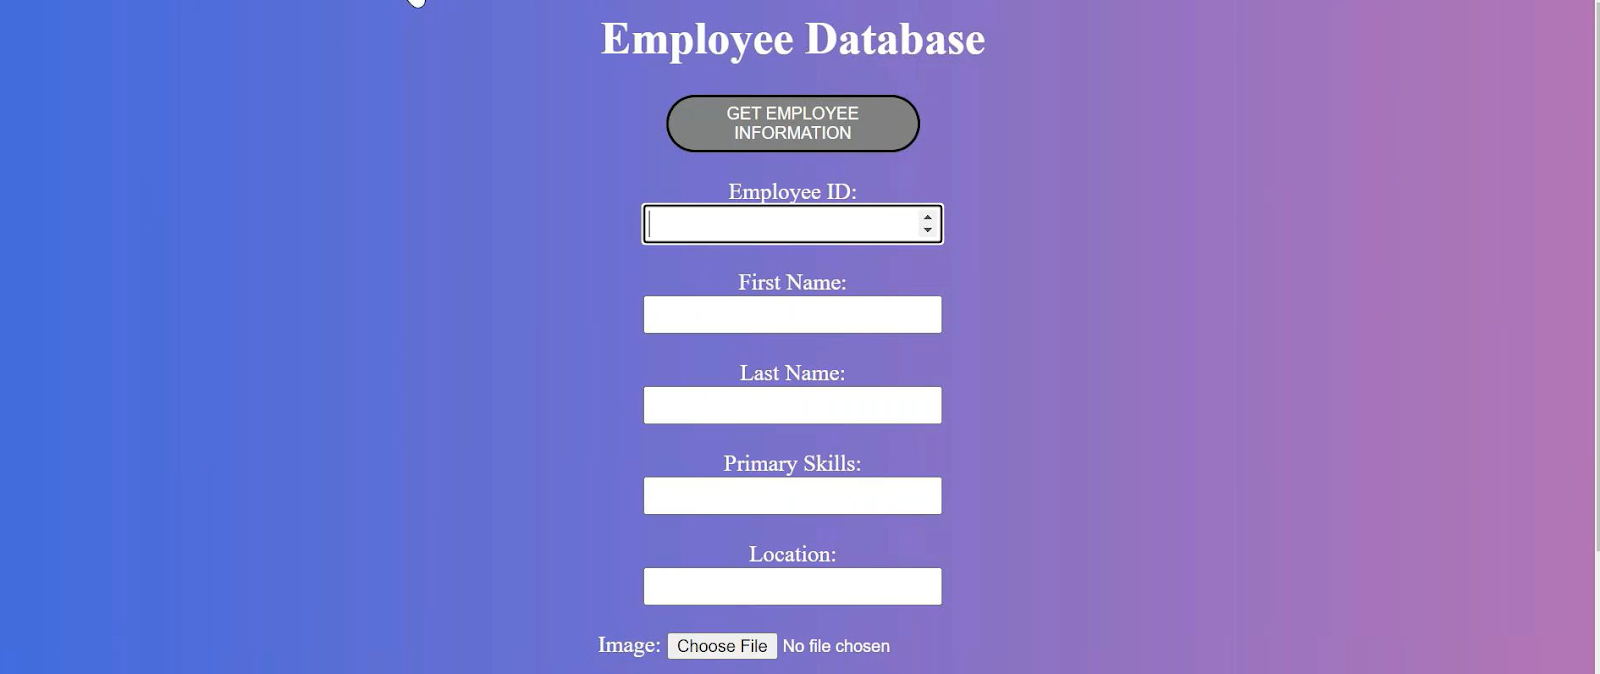 Employee Database
GET EMPLOYEE
INFORMATION
Employee ID:
First Name:
Last Name:
Primary Skills:
Location:
Image: Choose File No file chosen